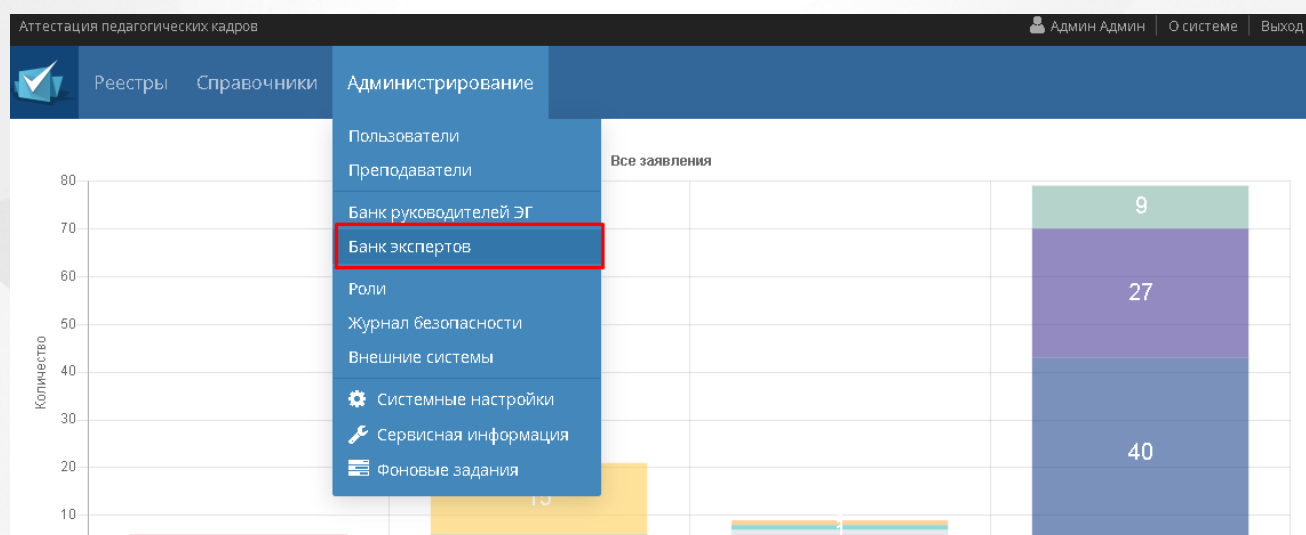 Аттестация педагогических кадров
Админ Админ | О системе | Выход
Реестры Справочники Администрирование
Пользователи
Преподаватели
Банк руководителей ЭГ
Банк экспертов
Роли
Журнал безопасности
Внешние системы
Системные настройки
Сервисная информация
Фоновые задания
Все заявления
Количество
80
70
60
50
40
30
20
10
15
9
27
40